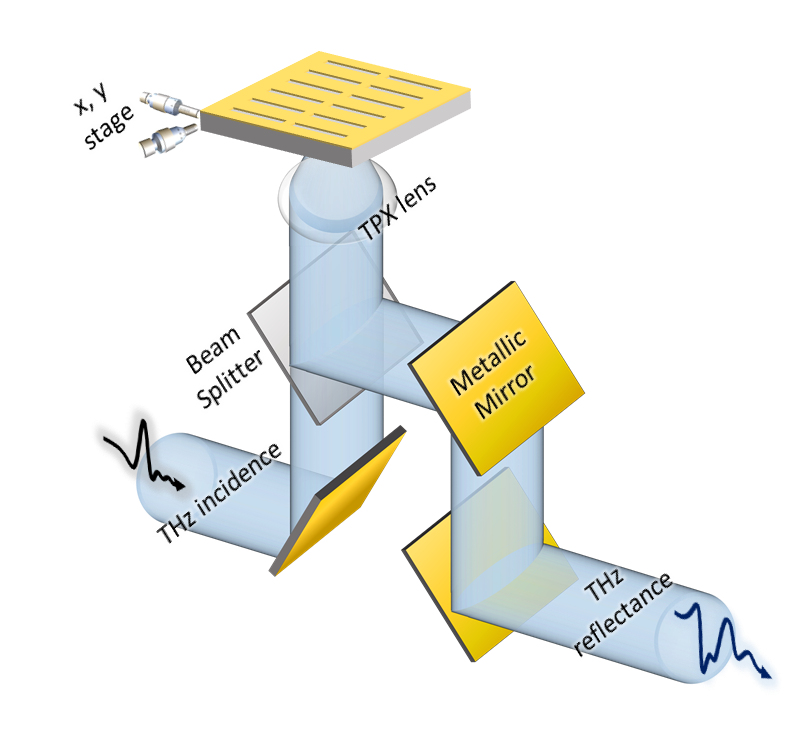 x, y
stage
TPX lens
Beam
Splitter
Metallic
Mirror
THz incidence
THz
reflectance